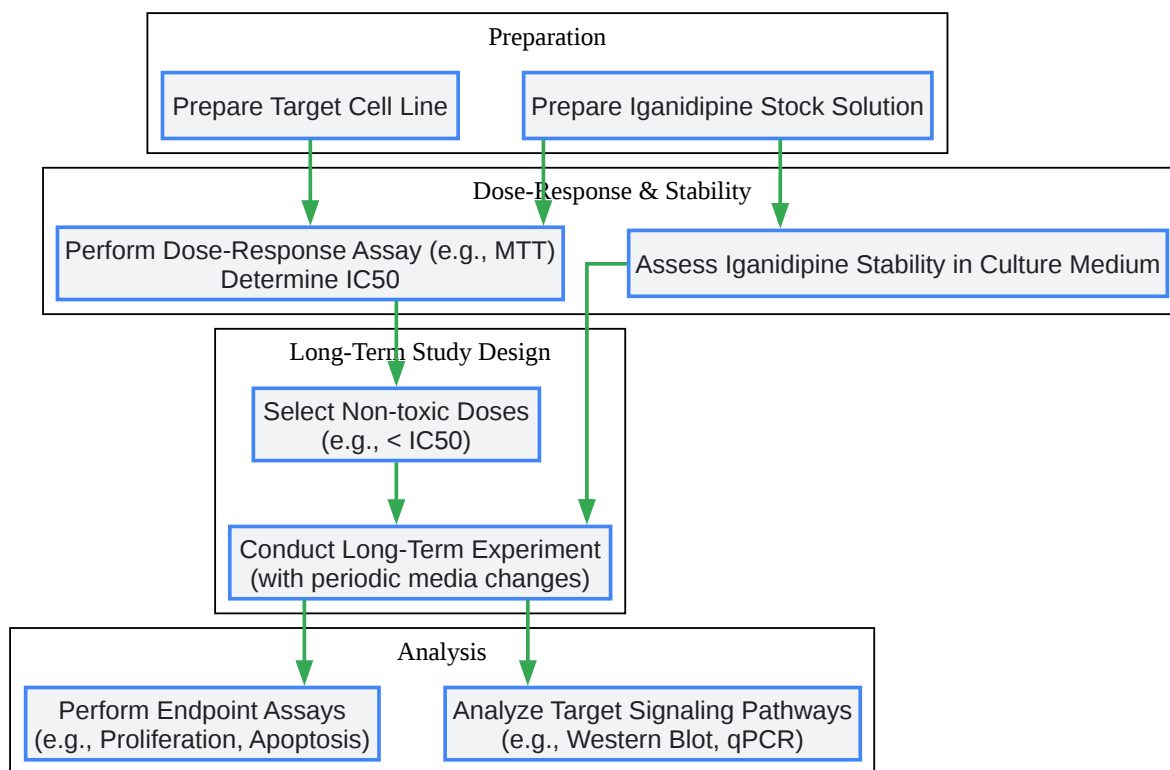 Preparation
Prepare Target Cell Line
Prepare Iganidipine Stock Solution
Dose-Response & Stability
Perform Dose-Response Assay (e.g., MTT)
Determine IC50
Assess Iganidipine Stability in Culture Medium
Long-Term Study Design
Select Non-toxic Doses
(e.g., < IC50)
Conduct Long-Term Experiment
(with periodic media changes)
Analysis
Perform Endpoint Assays
(e.g., Proliferation, Apoptosis)
Analyze Target Signaling Pathways
(e.g., Western Blot, qPCR)